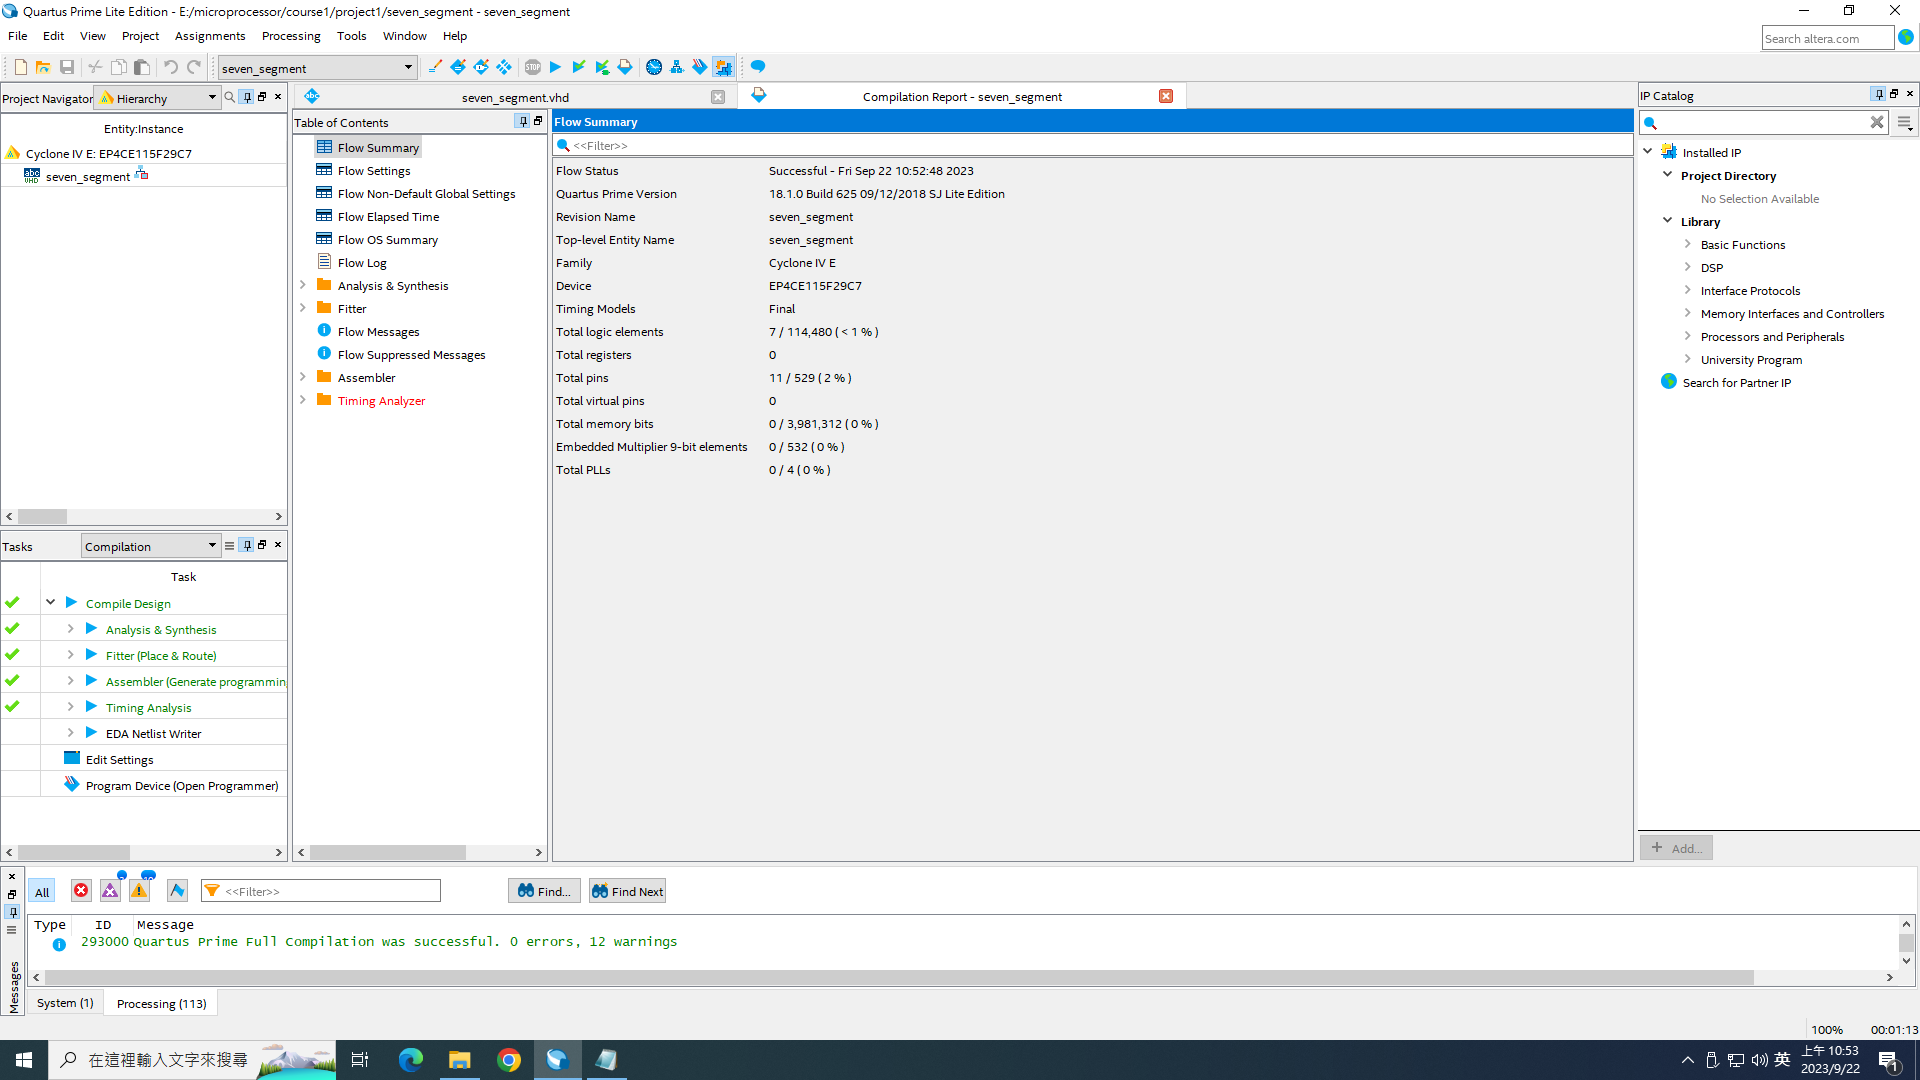 Quartus Prime Lite Edition - E:/microprocessor/course1/project1/seven_segment - seven_segment
File Edit View Project Assignments Processing Tools Window Help
Search altera.com
seven_segment
Project Navigator Hierarchy
Entity:Instance
Cyclone IV E: EP4CE115F29C7
abc VHD seven_segment
abc seven_segment.vhd
Compilation Report - seven_segment
Table of Contents
Flow Summary
Flow Settings
Flow Non-Default Global Settings
Flow Elapsed Time
Flow OS Summary
Flow Log
Analysis & Synthesis
Fitter
Flow Messages
Flow Suppressed Messages
Assembler
Timing Analyzer
Flow Summary
<<Filter>>
Flow Status Successful - Fri Sep 22 10:52:48 2023
Quartus Prime Version 18.1.0 Build 625 09/12/2018 SJ Lite Edition
Revision Name seven_segment
Top-level Entity Name seven_segment
Family Cyclone IV E
Device EP4CE115F29C7
Timing Models Final
Total logic elements 7 / 114,480 ( < 1 % )
Total registers 0
Total pins 11 / 529 ( 2 % )
Total virtual pins 0
Total memory bits 0 / 3,981,312 ( 0 % )
Embedded Multiplier 9-bit elements 0 / 532 ( 0 % )
Total PLLs 0 / 4 ( 0 % )
IP Catalog
Installed IP
Project Directory
No Selection Available
Library
Basic Functions
DSP
Interface Protocols
Memory Interfaces and Controllers
Processors and Peripherals
University Program
Search for Partner IP
+ Add...
Tasks Compilation
Task
Compile Design
Analysis & Synthesis
Fitter (Place & Route)
Assembler (Generate programmin
Timing Analysis
EDA Netlist Writer
Edit Settings
Program Device (Open Programmer)
All <<Filter>> Find... Find Next
Type ID Message
293000 Quartus Prime Full Compilation was successful. 0 errors, 12 warnings
Messages
System (1) Processing (113)
100% 00:01:13
在這裡輸入文字來搜尋
英
上午 10:53
2023/9/22
1